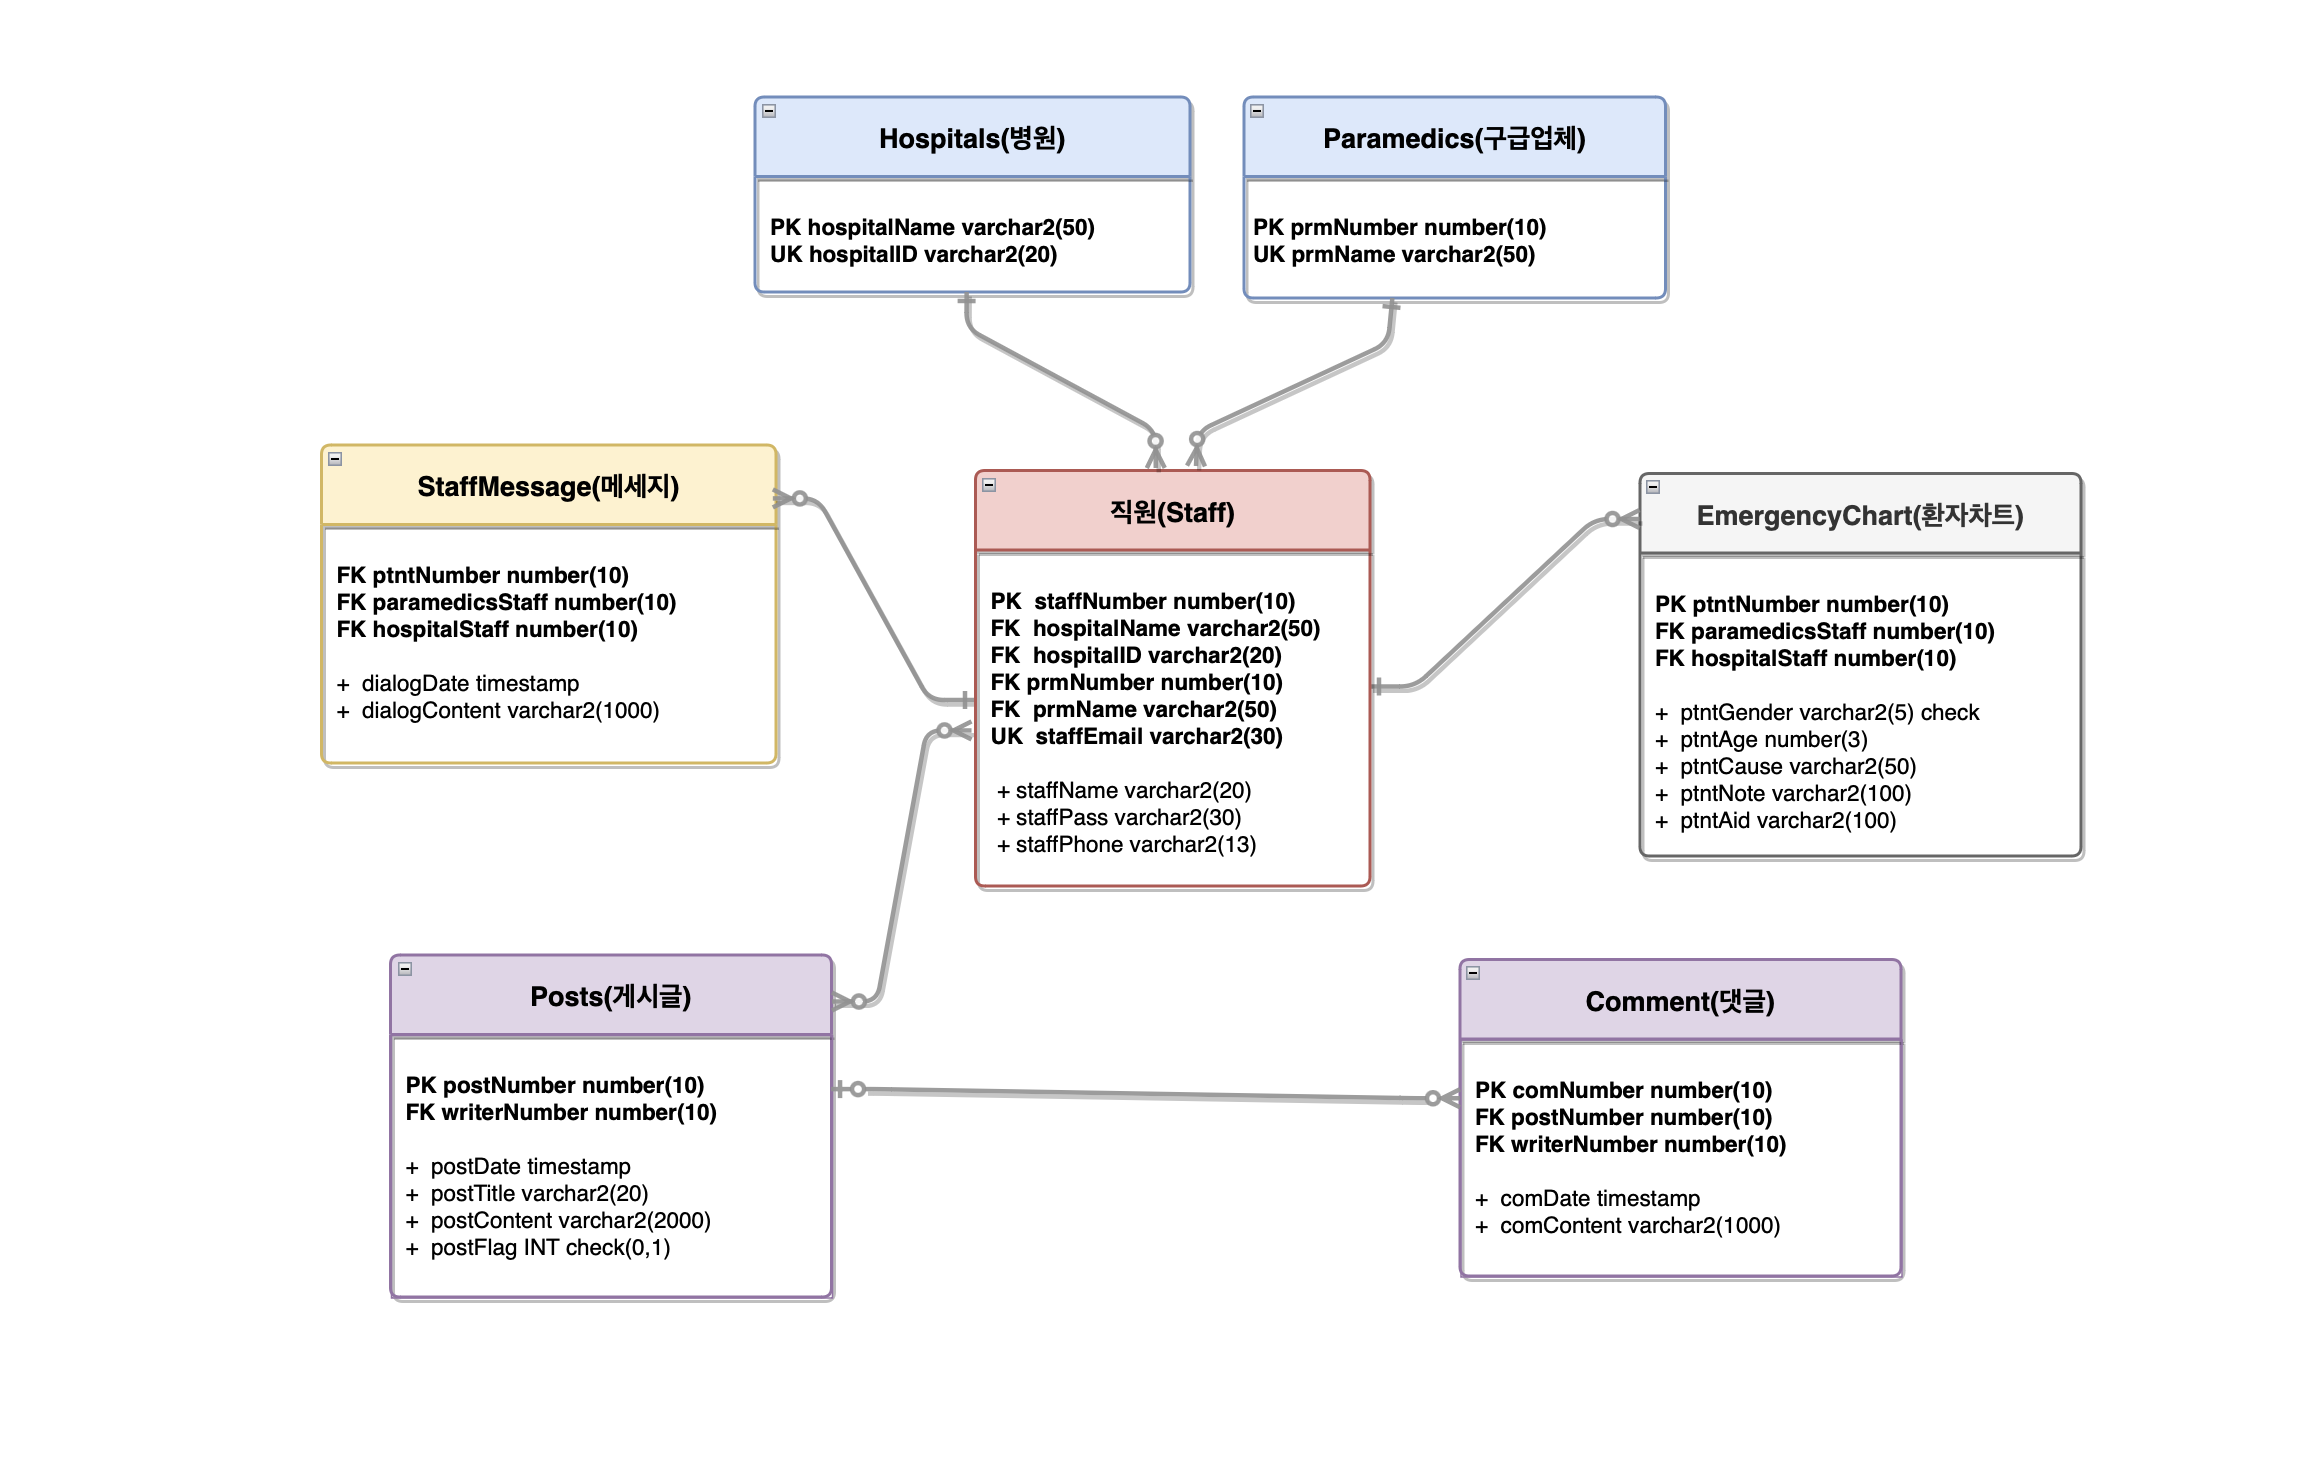 Hospitals(병원)
PK hospitalName varchar2(50)
UK hospitalID varchar2(20)
Paramedics(구급업체)
PK prmNumber number(10)
UK prmName varchar2(50)
StaffMessage(메세지)
FK ptntNumber number(10)
FK paramedicsStaff number(10)
FK hospitalStaff number(10)
+ dialogDate timestamp
+ dialogContent varchar2(1000)
직원(Staff)
PK staffNumber number(10)
FK hospitalName varchar2(50)
FK hospitalID varchar2(20)
FK prmNumber number(10)
FK prmName varchar2(50)
UK staffEmail varchar2(30)
+ staffName varchar2(20)
+ staffPass varchar2(30)
+ staffPhone varchar2(13)
EmergencyChart(환자차트)
PK ptntNumber number(10)
FK paramedicsStaff number(10)
FK hospitalStaff number(10)
+ ptntGender varchar2(5) check
+ ptntAge number(3)
+ ptntCause varchar2(50)
+ ptntNote varchar2(100)
+ ptntAid varchar2(100)
Posts(게시글)
PK postNumber number(10)
FK writerNumber number(10)
+ postDate timestamp
+ postTitle varchar2(20)
+ postContent varchar2(2000)
+ postFlag INT check(0,1)
Comment(댓글)
PK comNumber number(10)
FK postNumber number(10)
FK writerNumber number(10)
+ comDate timestamp
+ comContent varchar2(1000)